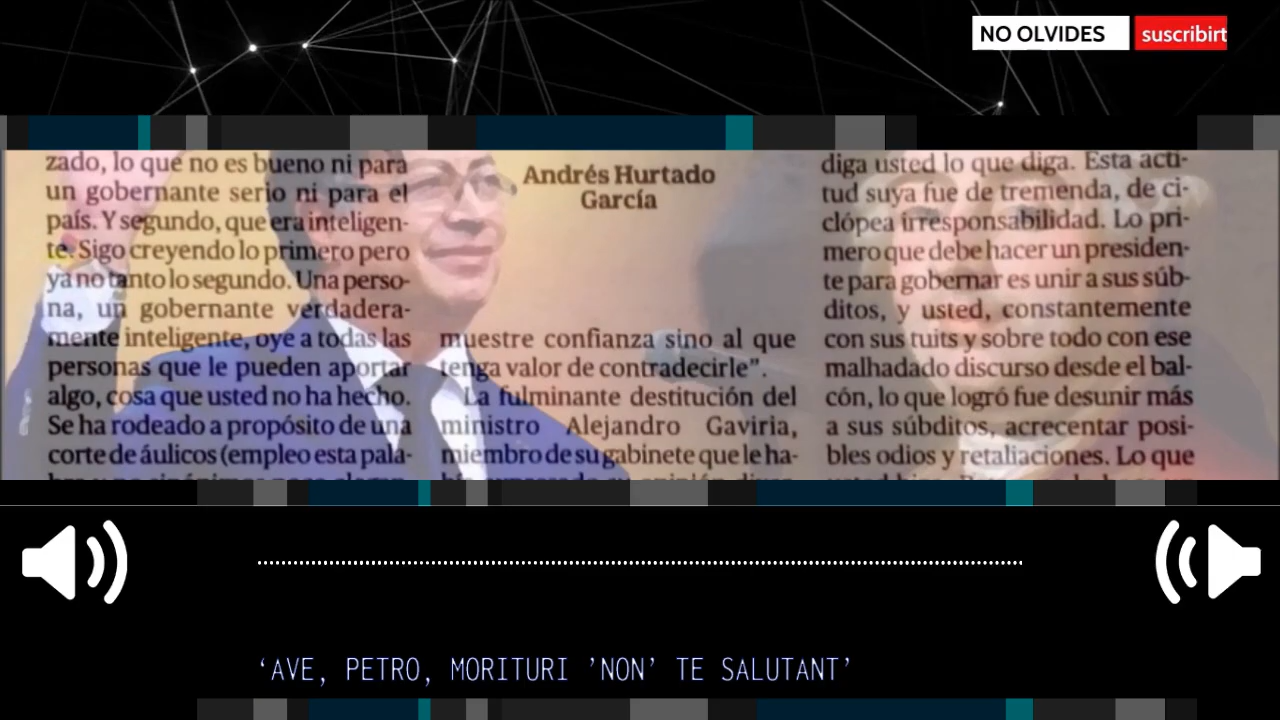 NO OLVIDES suscribirt
zado, lo que no es bueno ni para
un gobernante serio ni para el
país. Y segundo, que era inteligen-
te. Sigo creyendo lo primero pero
ya no tanto lo segundo. Una perso-
na, un gobernante verdadera-
mente inteligente, oye a todas las
personas que le pueden aportar
algo, cosa que usted no ha hecho.
Se ha rodeado a propósito de una
corte de áulicos (empleo esta pala-
Andrés Hurtado
García
muestre confianza sino al que
tenga valor de contradecirle”.
La fulminante destitución del
ministro Alejandro Gaviria,
miembro de su gabinete que le ha-
diga usted lo que diga. Esta acti-
tud suya fue de tremenda, de ci-
clópea irresponsabilidad. Lo pri-
mero que debe hacer un presiden-
te para gobernar es unir a sus súb-
ditos, y usted, constantemente
con sus tuits y sobre todo con ese
malhadado discurso desde el bal-
cón, lo que logró fue desunir más
a sus súbditos, acrecentar posi-
bles odios y retaliaciones. Lo que
‘AVE, PETRO, MORITURI ’NON’ TE SALUTANT’